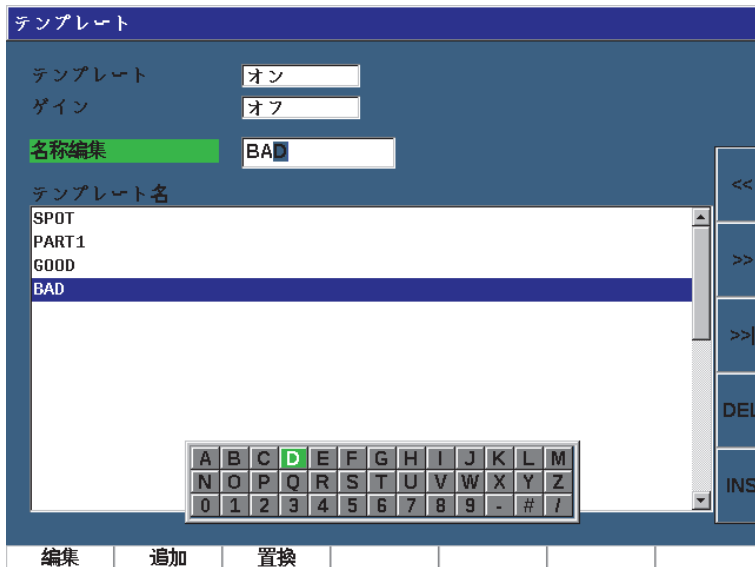 テンプレート
テンプレート オン
ゲイン オフ
名称編集 BAD
テンプレート名
SPOT
PART1
GOOD
BAD
<<
>>
>>|
DEL
INS
A B C D E F G H I J K L M
N O P Q R S T U V W X Y Z
0 1 2 3 4 5 6 7 8 9 - # /
編集 追加 置換